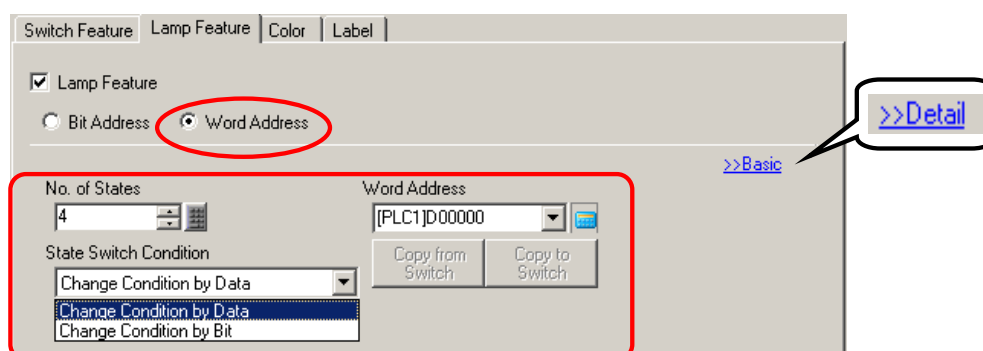 Switch Feature Lamp Feature Color Label
Lamp Feature
Bit Address Word Address
>>Detail
>>Basic
No. of States Word Address
4 [PLC1]D00000
State Switch Condition
Copy from Switch
Copy to Switch
Change Condition by Data
Change Condition by Data
Change Condition by Bit